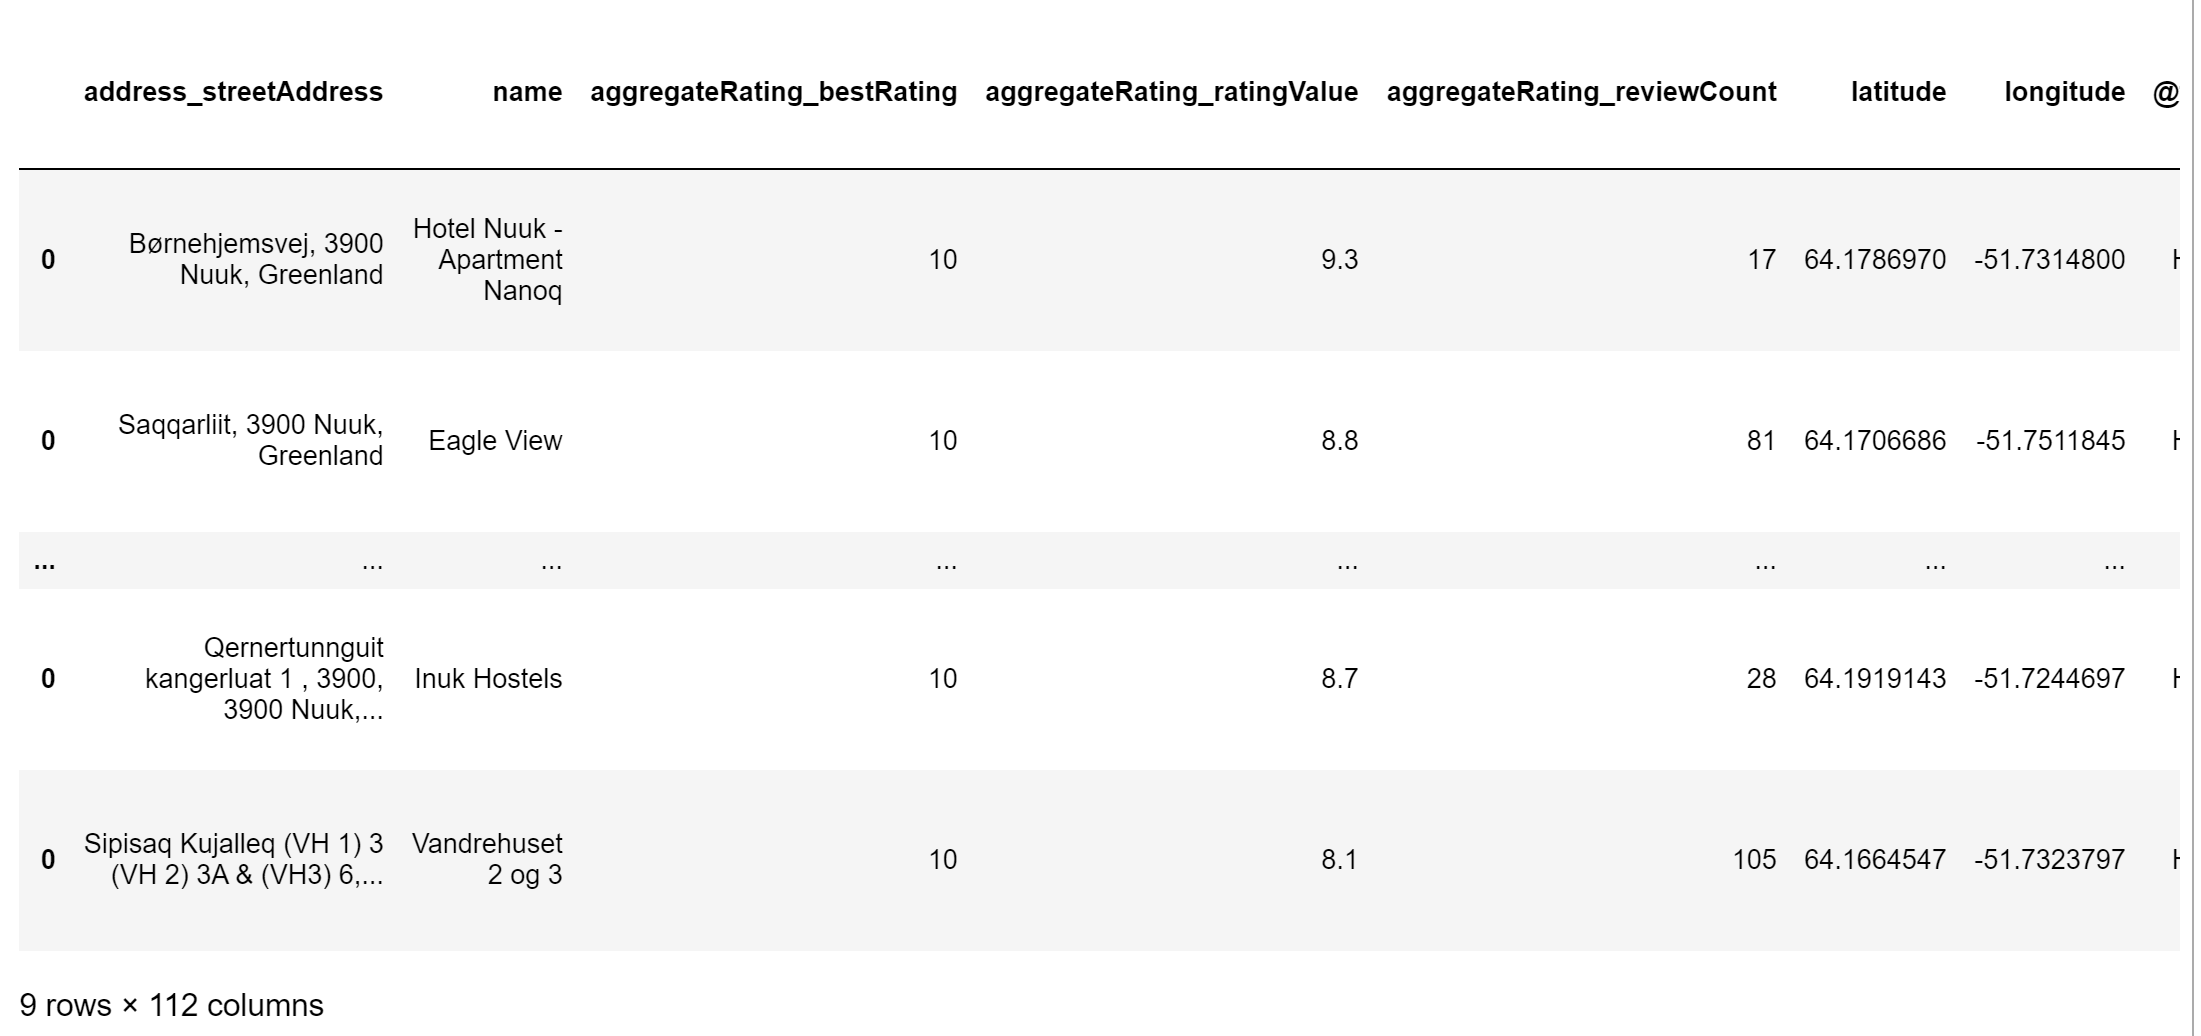 address_streetAddress name aggregateRating_bestRating aggregateRating_ratingValue aggregateRating_reviewCount latitude longitude @
0 Børnehjemsvej, 3900 Nuuk, Greenland Hotel Nuuk - Apartment Nanoq 10 9.3 17 64.1786970 -51.7314800
0 Saqqarliit, 3900 Nuuk, Greenland Eagle View 10 8.8 81 64.1706686 -51.7511845
... ... ... ... ... ... ... ...
0 Qernertunnguit kangerluat 1 , 3900, 3900 Nuuk,... Inuk Hostels 10 8.7 28 64.1919143 -51.7244697
0 Sipisaq Kujalleq (VH 1) 3 (VH 2) 3A & (VH3) 6,... Vandrehuset 2 og 3 10 8.1 105 64.1664547 -51.7323797
9 rows × 112 columns